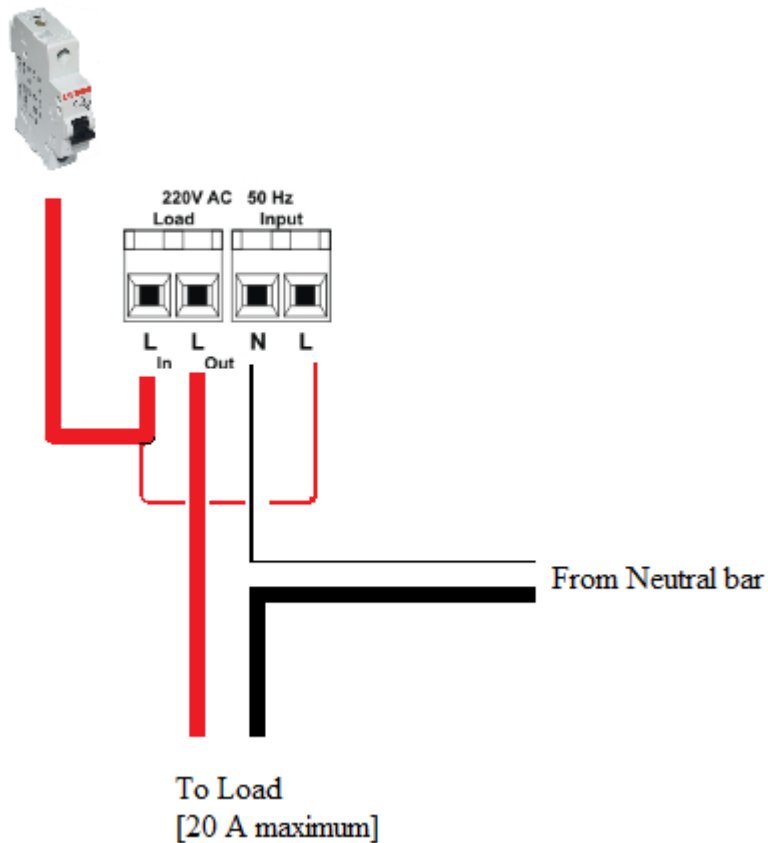 220V AC 50 Hz
Load Input
L L N L
In Out
From Neutral bar
To Load
[20 A maximum]